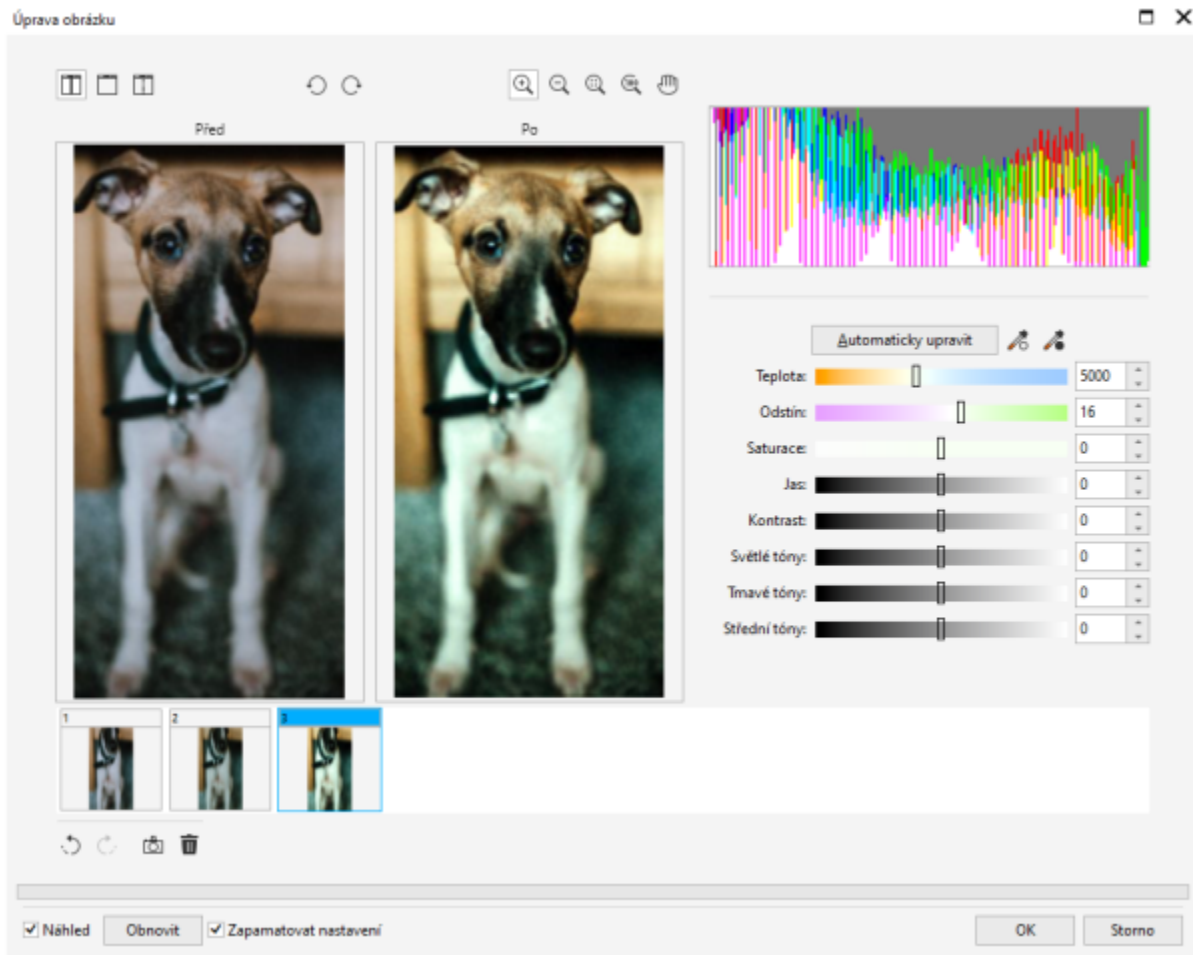 Úprava obrázku
Před
Po
Automaticky upravit
Teplota: 5000
Odstín: 16
Saturace: 0
Jas: 0
Kontrast: 0
Světlé tóny: 0
Tmavé tóny: 0
Střední tóny: 0
1
2
3
Náhled
Obnovit
Zapamatovat nastavení
OK
Storno